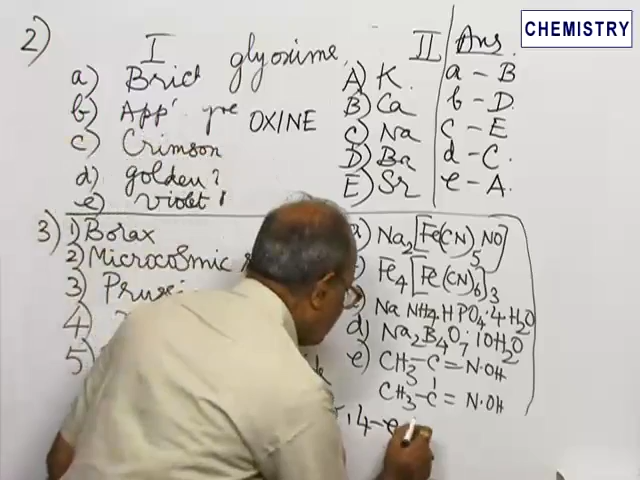 CHEMISTRY
2) I glyoxime II Ans.
a) Brick A) K a - B
b) App' gre OXINE B) Ca b - D.
c) Crimson C) Na c - E
d) golden ? D) Ba d - C.
e) violet E) Sr e - A.
3) 1) Borax a) Na2[Fe(CN)5NO]
2) Microcosmic Fe4[Fe(CN)6]3
3) Prussi Na NH4.HPO4.4H2O
4) d) Na2B4O7.10H2O
5) e) CH3-C=N.OH
CH3-C=N.OH
4-e